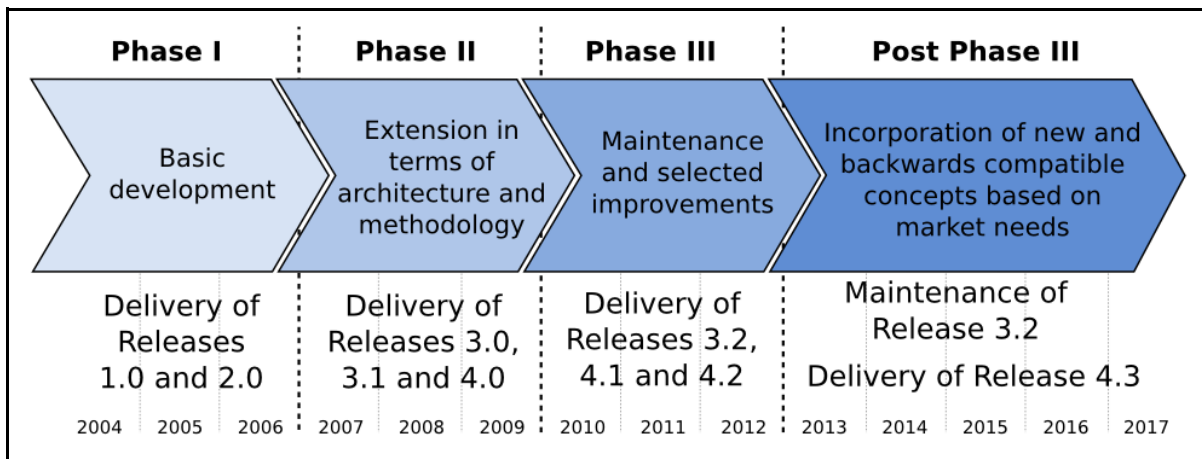 Phase I
Phase II
Phase III
Post Phase III
Basic
development
Extension in
terms of
architecture and
methodology
Maintenance
and selected
improvements
Incorporation of new and
backwards compatible
concepts based on
market needs
Delivery of
Releases
1.0 and 2.0
Delivery of
Releases 3.0,
3.1 and 4.0
Delivery of
Releases 3.2,
4.1 and 4.2
Maintenance of
Release 3.2
Delivery of Release 4.3
2004 2005 2006 2007 2008 2009 2010 2011 2012 2013 2014 2015 2016 2017